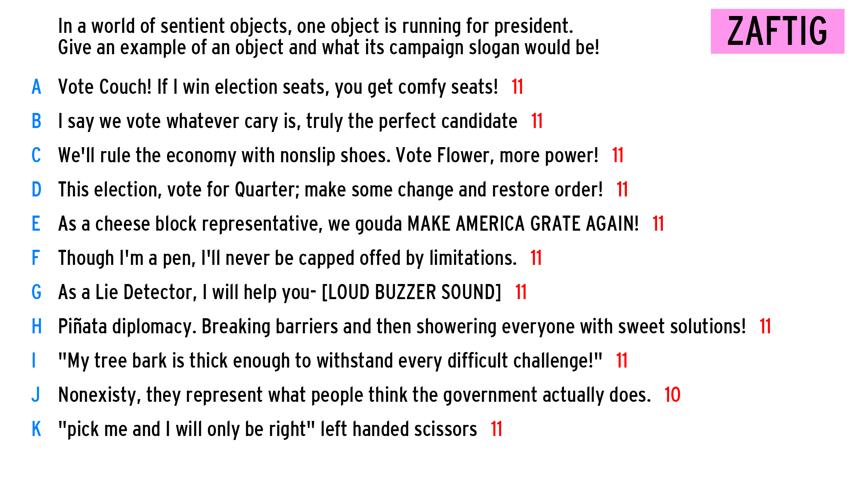 In a world of sentient objects, one object is running for president.
Give an example of an object and what its campaign slogan would be!
ZAFTIG
A Vote Couch! If I win election seats, you get comfy seats! 11
B I say we vote whatever cary is, truly the perfect candidate 11
C We'll rule the economy with nonslip shoes. Vote Flower, more power! 11
D This election, vote for Quarter; make some change and restore order! 11
E As a cheese block representative, we gouda MAKE AMERICA GRATE AGAIN! 11
F Though I'm a pen, I'll never be capped offed by limitations. 11
G As a Lie Detector, I will help you- [LOUD BUZZER SOUND] 11
H Piñata diplomacy. Breaking barriers and then showering everyone with sweet solutions! 11
I "My tree bark is thick enough to withstand every difficult challenge!" 11
J Nonexisty, they represent what people think the government actually does. 10
K "pick me and I will only be right" left handed scissors 11